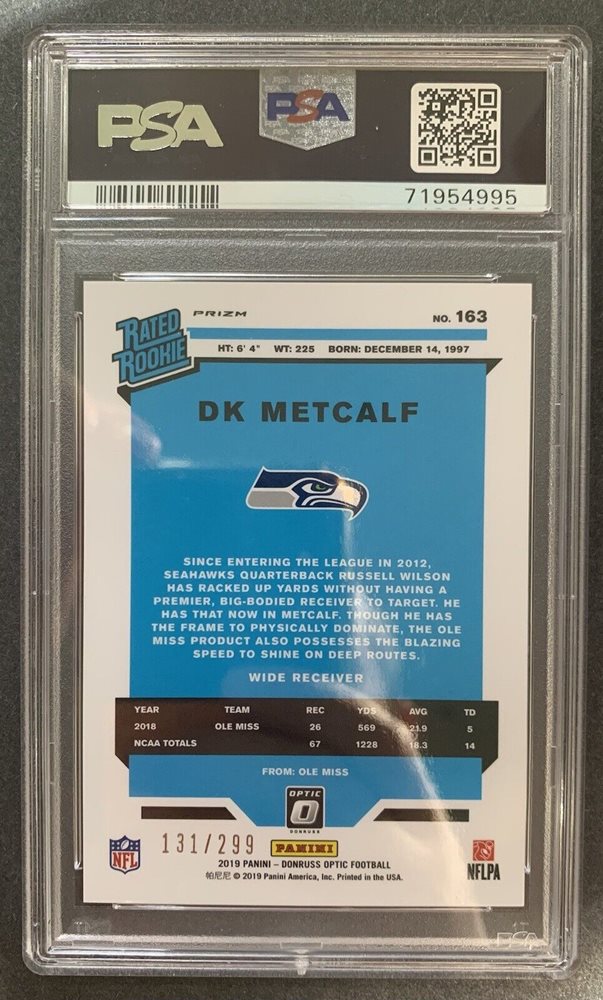 PSA PSA
71954995
RATED ROOKIE PRIZM NO. 163
HT: 6' 4" WT: 225 BORN: DECEMBER 14, 1997
DK METCALF
SINCE ENTERING THE LEAGUE IN 2012,
SEAHAWKS QUARTERBACK RUSSELL WILSON
HAS RACKED UP YARDS WITHOUT HAVING A
PREMIER, BIG-BODIED RECEIVER TO TARGET. HE
HAS THAT NOW IN METCALF. THOUGH HE HAS
THE FRAME TO PHYSICALLY DOMINATE, THE OLE
MISS PRODUCT ALSO POSSESSES THE BLAZING
SPEED TO SHINE ON DEEP ROUTES.
WIDE RECEIVER
YEAR TEAM REC YDS AVG TD
2018 OLE MISS 26 569 21.9 5
NCAA TOTALS 67 1228 18.3 14
FROM: OLE MISS
OPTIC
O
DONRUSS
NFL 131/299 PANINI NFLPA
2019 PANINI – DONRUSS OPTIC FOOTBALL
帕尼尼 © 2019 Panini America, Inc. Printed in the USA.
PSA